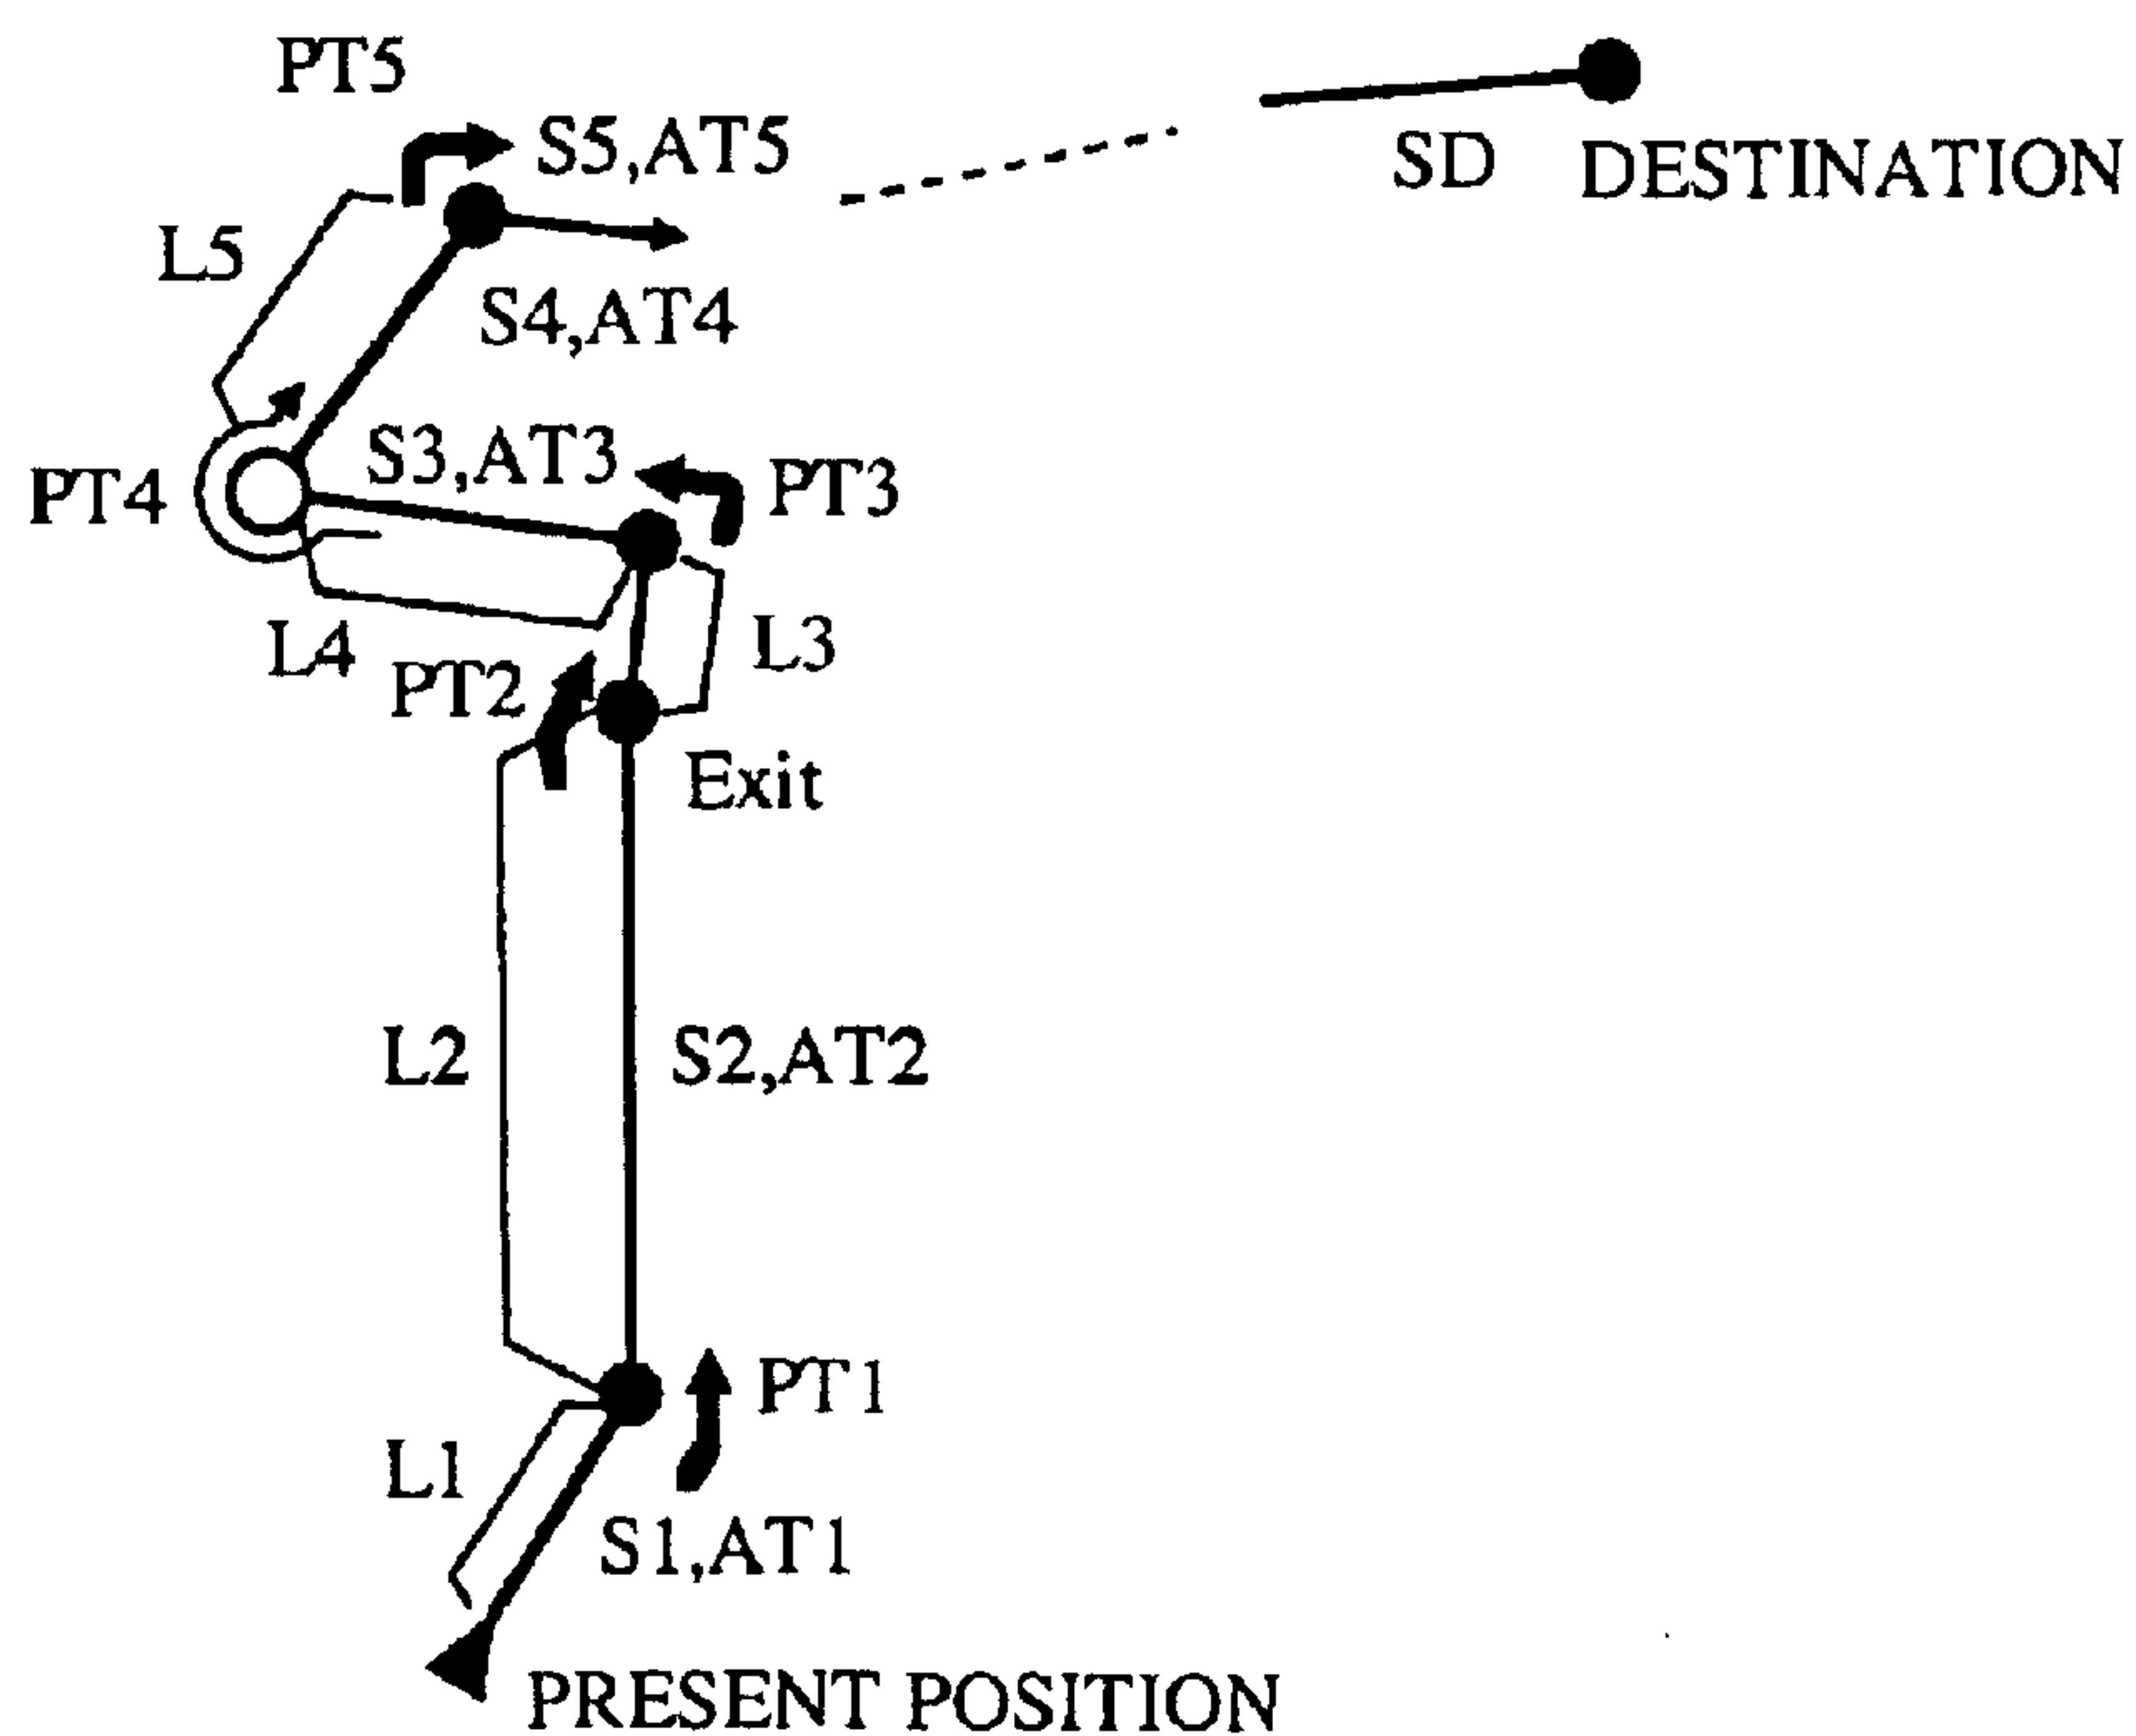 PT5
S5,AT5
SD DESTINATION
L5
S4,AT4
S3,AT3
PT3
PT4
L3
L4
PT2
Exit
L2
S2,AT2
PT1
L1
S1,AT1
PRESENT POSITION